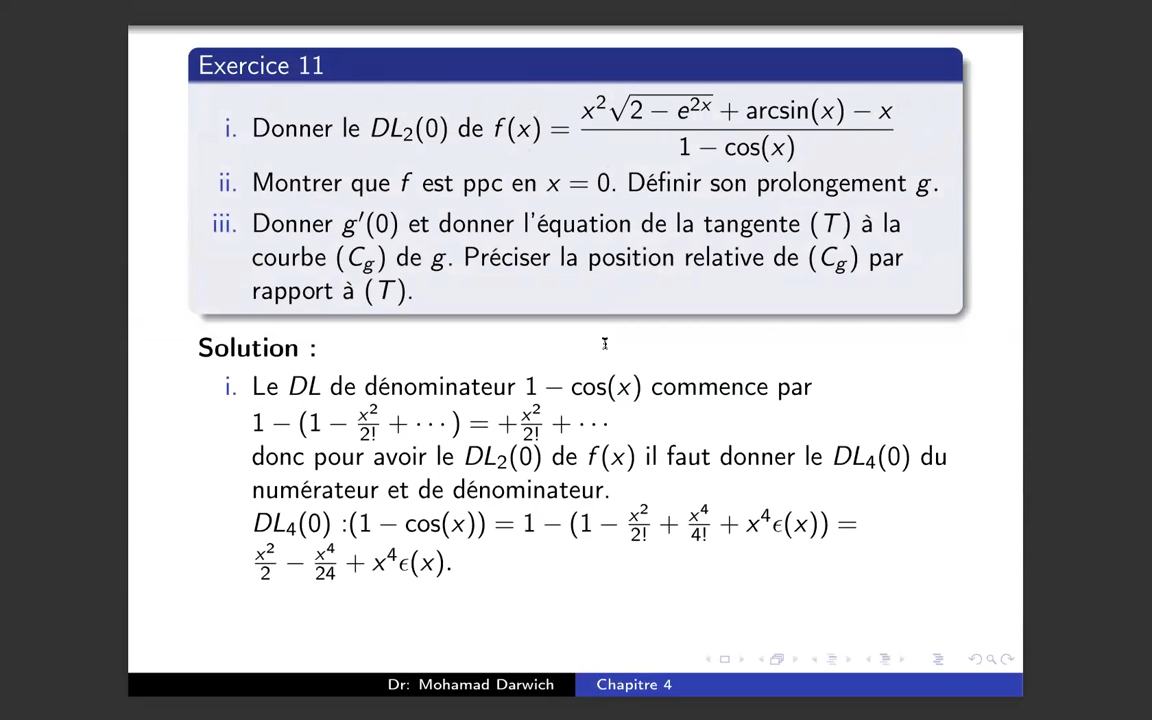 Exercice 11
i. Donner le DL₂(0) de f(x) = (x²√(2 − e²ˣ) + arcsin(x) − x) / (1 − cos(x))
ii. Montrer que f est ppc en x = 0. Définir son prolongement g.
iii. Donner g′(0) et donner l'équation de la tangente (T) à la
courbe (C_g) de g. Préciser la position relative de (C_g) par
rapport à (T).
Solution :
i. Le DL de dénominateur 1 − cos(x) commence par
1 − (1 − x²/2! + ⋯) = +x²/2! + ⋯
donc pour avoir le DL₂(0) de f(x) il faut donner le DL₄(0) du
numérateur et de dénominateur.
DL₄(0) :(1 − cos(x)) = 1 − (1 − x²/2! + x⁴/4! + x⁴ϵ(x)) =
x²/2 − x⁴/24 + x⁴ϵ(x).
Dr: Mohamad Darwich Chapitre 4